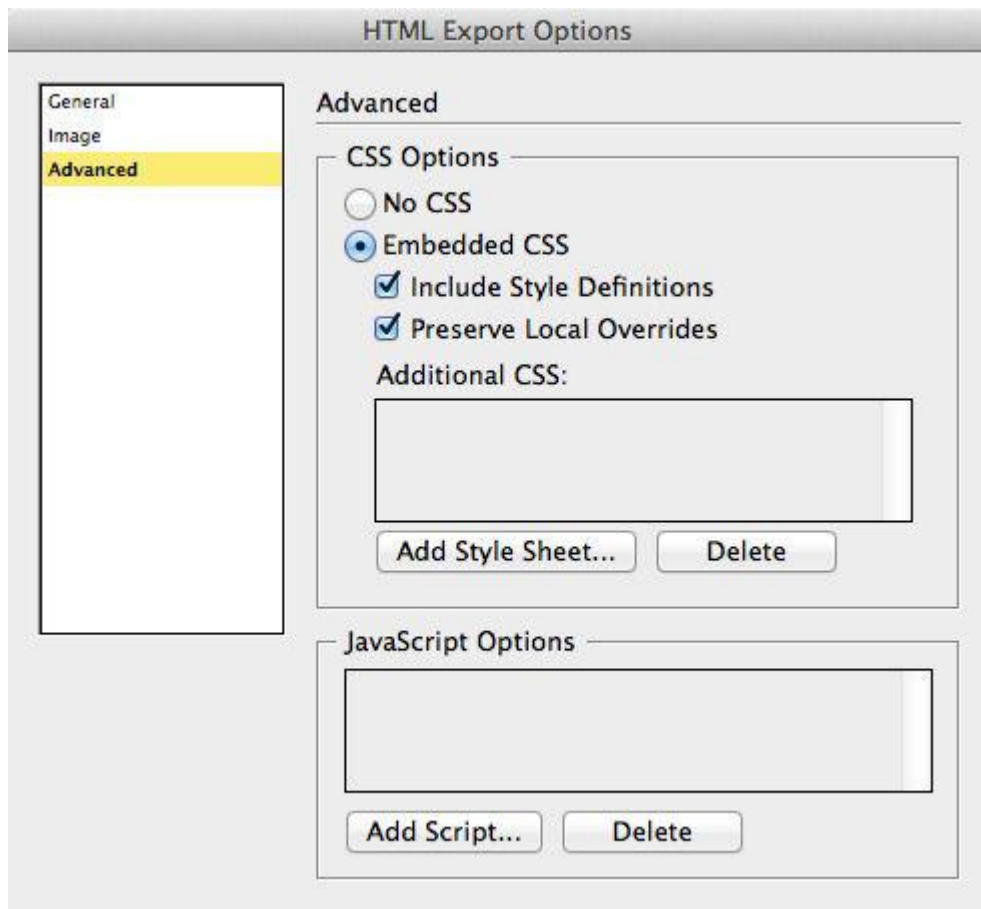 HTML Export Options
General
Image
Advanced
Advanced
CSS Options
No CSS
Embedded CSS
Include Style Definitions
Preserve Local Overrides
Additional CSS:
Add Style Sheet... Delete
JavaScript Options
Add Script... Delete